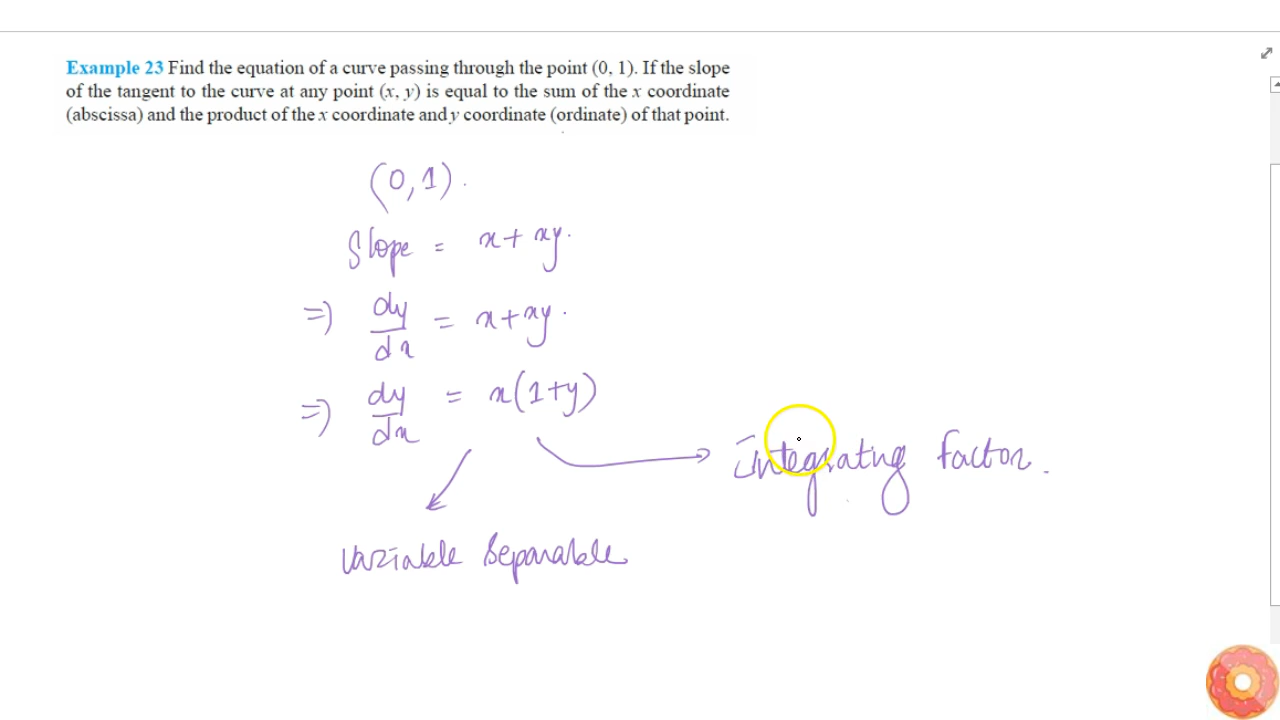 Example 23 Find the equation of a curve passing through the point (0, 1). If the slope
of the tangent to the curve at any point (x, y) is equal to the sum of the x coordinate
(abscissa) and the product of the x coordinate and y coordinate (ordinate) of that point.
(0, 1).
Slope = x + xy.
=) dy/dx = x + xy.
=) dy/dx = x(1+y)
Integrating factor.
Variable Separable